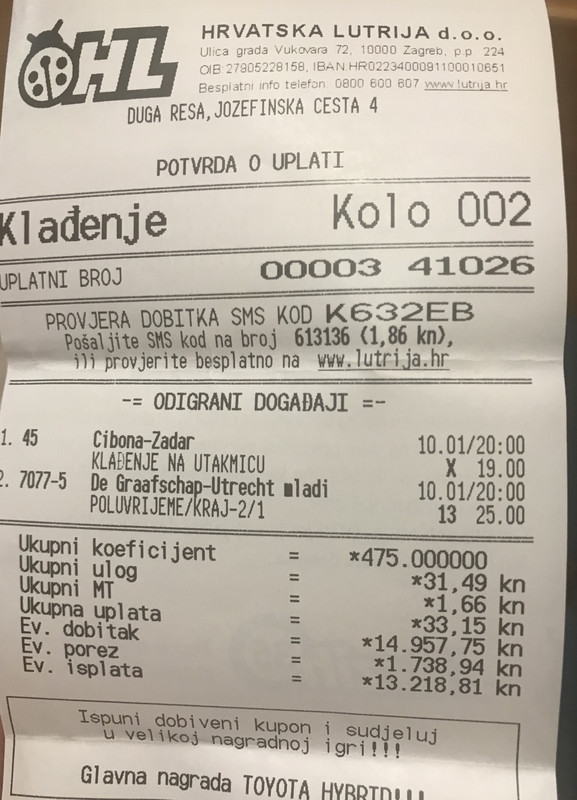 HL
HRVATSKA LUTRIJA d.o.o.
Ulica grada Vukovara 72, 10000 Zagreb, p.p 224
OIB:27905228158, IBAN:HR0223400091100010651
Besplatni info telefon: 0800 600 607 www.lutrija.hr
DUGA RESA,JOZEFINSKA CESTA 4
POTVRDA O UPLATI
Klađenje Kolo 002
UPLATNI BROJ 00003 41026
PROVJERA DOBITKA SMS KOD K632EB
Pošaljite SMS kod na broj 613136 (1,86 kn),
ili provjerite besplatno na www.lutrija.hr
-= ODIGRANI DOGAĐAJI =-
1. 45 Cibona-Zadar 10.01/20:00
KLAĐENJE NA UTAKMICU X 19.00
2. 7077-5 De Graafschap-Utrecht mladi 10.01/20:00
POLUVRIJEME/KRAJ-2/1 13 25.00
Ukupni koeficijent = *475.000000
Ukupni ulog = *31,49 kn
Ukupni MT = *1,66 kn
Ukupna uplata = *33,15 kn
Ev. dobitak = *14.957,75 kn
Ev. porez = *1.738,94 kn
Ev. isplata = *13.218,81 kn
Ispuni dobiveni kupon i sudjeluj
u velikoj nagradnoj igri!!!
Glavna nagrada TOYOTA HYBRID!!!